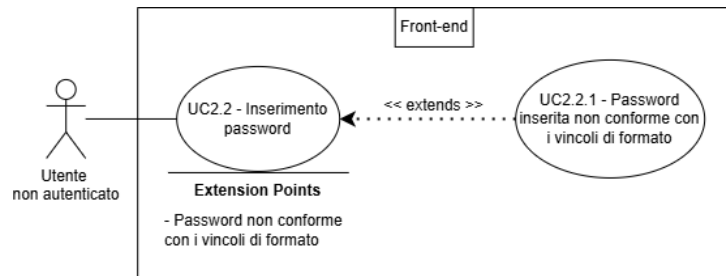 Front-end
UC2.2 - Inserimento
password
<< extends >>
UC2.2.1 - Password
inserita non conforme con
i vincoli di formato
Utente
non autenticato
Extension Points
- Password non conforme
con i vincoli di formato